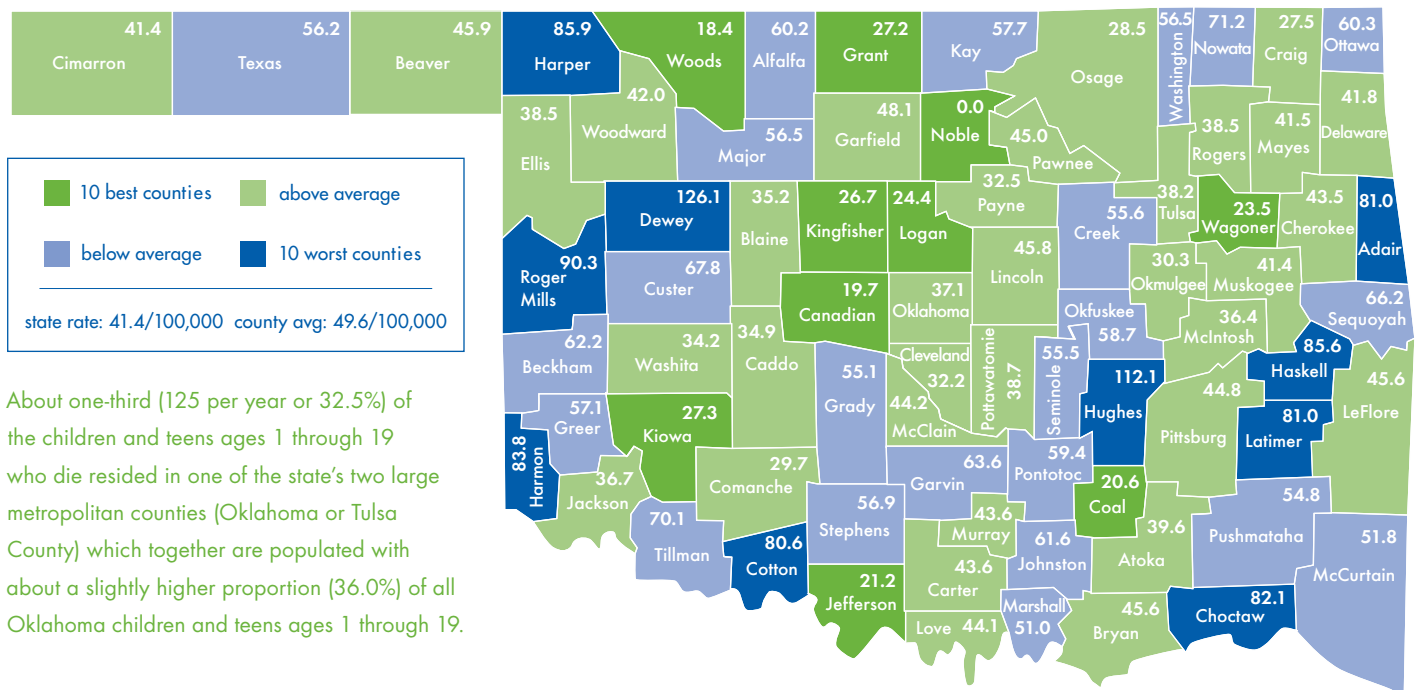 41.4
Cimarron
56.2
Texas
45.9
Beaver
85.9
Harper
18.4
Woods
60.2
Alfalfa
27.2
Grant
57.7
Kay
28.5
Osage
56.5
Washington
71.2
Nowata
27.5
Craig
60.3
Ottawa
38.5
Ellis
42.0
Woodward
56.5
Major
48.1
Garfield
0.0
Noble
45.0
Pawnee
38.5
Rogers
41.5
Mayes
41.8
Delaware
10 best counties
above average
below average
10 worst counties
state rate: 41.4/100,000 county avg: 49.6/100,000
126.1
Dewey
35.2
Blaine
26.7
Kingfisher
24.4
Logan
32.5
Payne
55.6
Creek
38.2
Tulsa
23.5
Wagoner
43.5
Cherokee
81.0
Adair
90.3
Roger
Mills
67.8
Custer
19.7
Canadian
37.1
Oklahoma
45.8
Lincoln
30.3
Okmulgee
41.4
Muskogee
66.2
Sequoyah
62.2
Beckham
34.2
Washita
34.9
Caddo
Cleveland
32.2
Pottawatomie
38.7
55.5
Seminole
Okfuskee
58.7
36.4
McIntosh
85.6
Haskell
About one-third (125 per year or 32.5%) of
the children and teens ages 1 through 19
who die resided in one of the state's two large
metropolitan counties (Oklahoma or Tulsa
County) which together are populated with
about a slightly higher proportion (36.0%) of all
Oklahoma children and teens ages 1 through 19.
57.1
Greer
27.3
Kiowa
55.1
Grady
44.2
McClain
112.1
Hughes
44.8
Pittsburg
81.0
Latimer
45.6
LeFlore
83.8
Harmon
36.7
Jackson
29.7
Comanche
63.6
Garvin
59.4
Pontotoc
20.6
Coal
70.1
Tillman
80.6
Cotton
56.9
Stephens
43.6
Murray
61.6
Johnston
39.6
Atoka
54.8
Pushmataha
51.8
McCurtain
21.2
Jefferson
43.6
Carter
Love 44.1
Marshall
51.0
45.6
Bryan
82.1
Choctaw